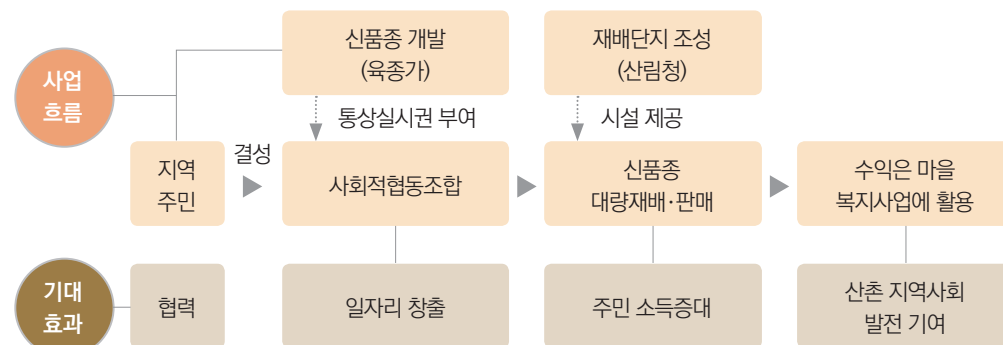 신품종 개발
(육종가)
재배단지 조성
(산림청)
사업
흐름
통상실시권 부여
시설 제공
지역
주민
결성
사회적협동조합
신품종
대량재배·판매
수익은 마을
복지사업에 활용
기대
효과
협력
일자리 창출
주민 소득증대
산촌 지역사회
발전 기여